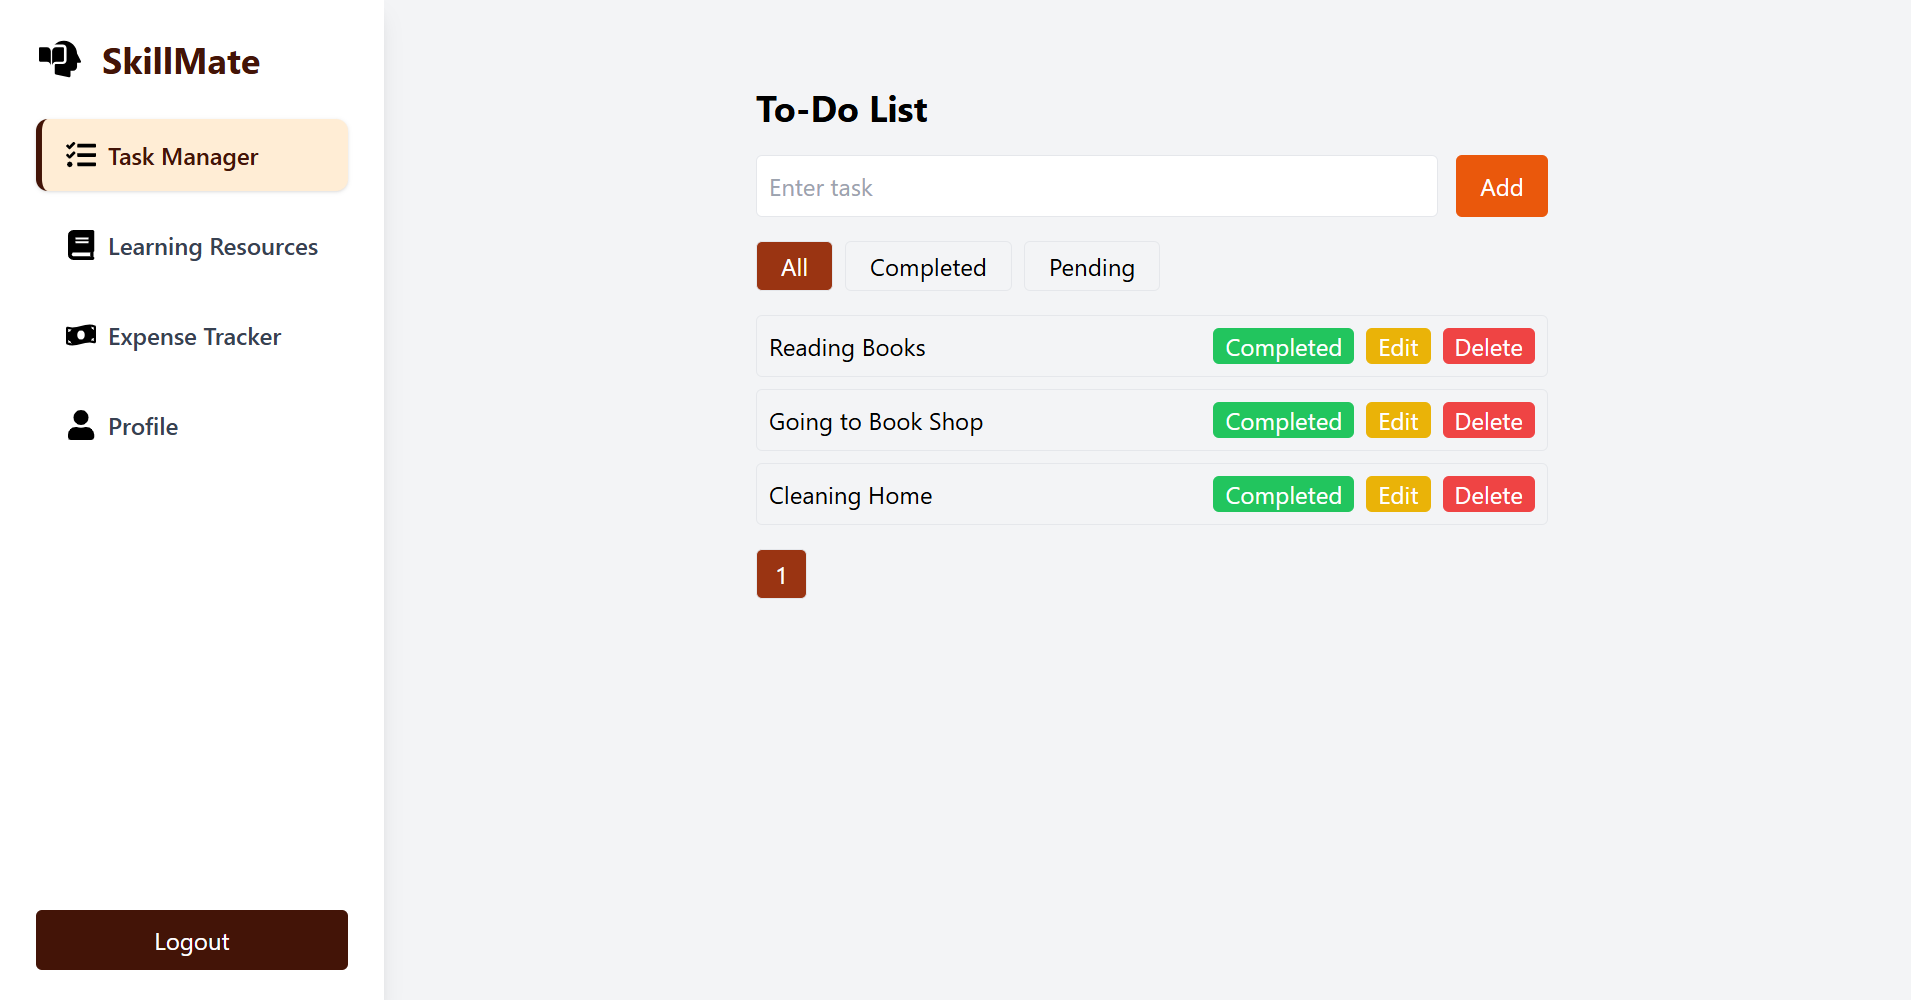 SkillMate
Task Manager
Learning Resources
Expense Tracker
Profile
Logout
To-Do List
Enter task
Add
All Completed Pending
Reading Books Completed Edit Delete
Going to Book Shop Completed Edit Delete
Cleaning Home Completed Edit Delete
1